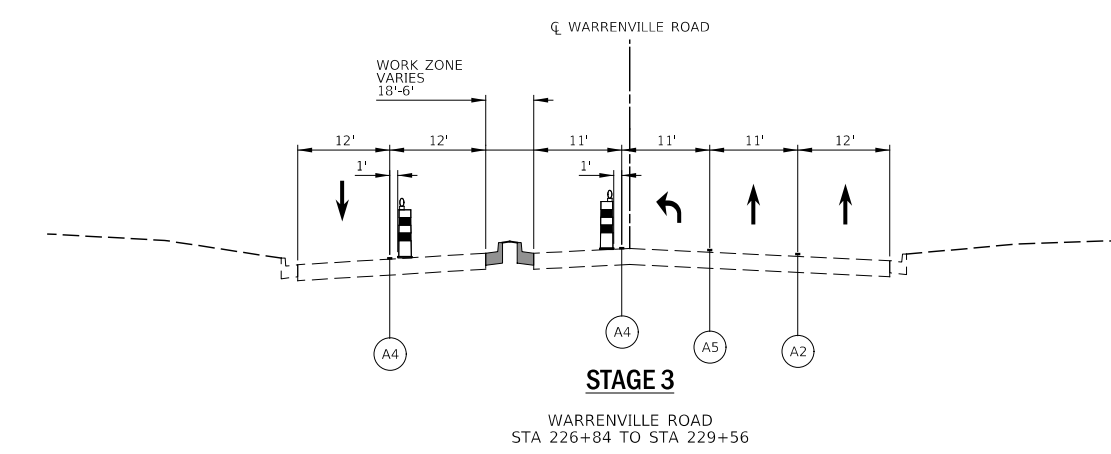 ℄ WARRENVILLE ROAD
WORK ZONE
VARIES
18'-6'
12'
12'
11'
11'
11'
12'
1'
1'
A4
A4
A5
A2
STAGE 3
WARRENVILLE ROAD
STA 226+84 TO STA 229+56